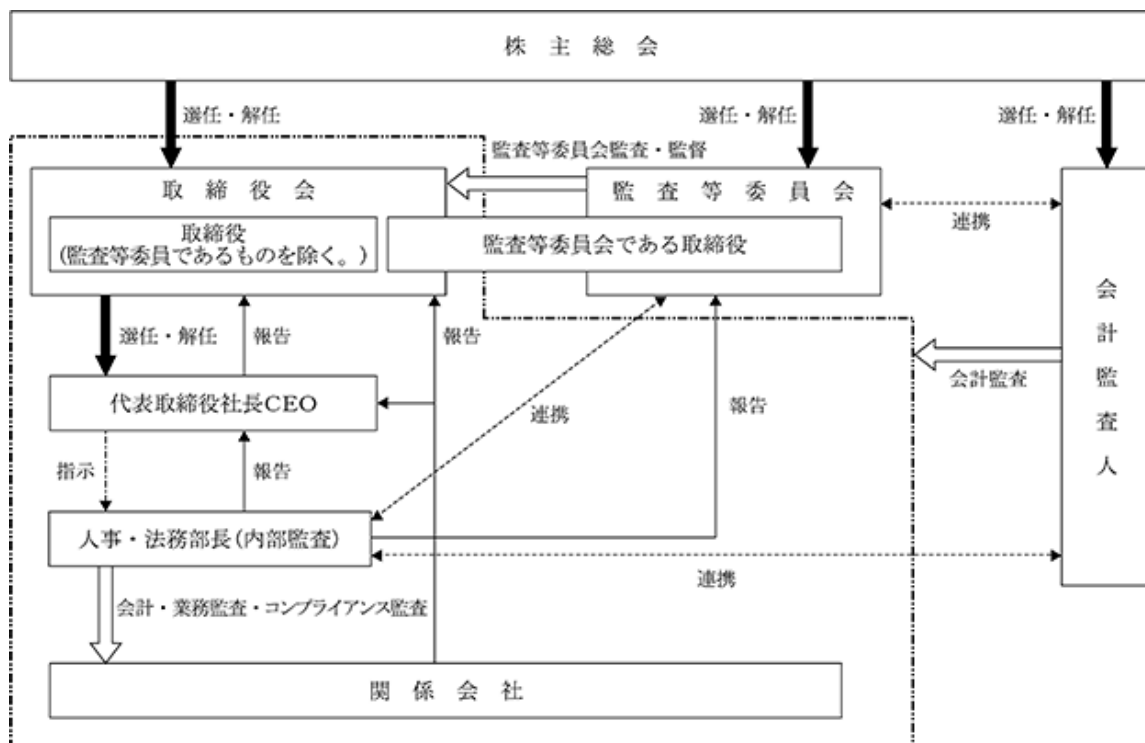 株主総会
選任・解任
選任・解任
選任・解任
監査等委員会監査・監督
取締役会
監査等委員会
取締役
(監査等委員であるものを除く。)
監査等委員会である取締役
連携
会計監査人
選任・解任
報告
報告
会計監査
代表取締役社長CEO
連携
報告
指示
報告
人事・法務部長(内部監査)
連携
会計・業務監査・コンプライアンス監査
関係会社